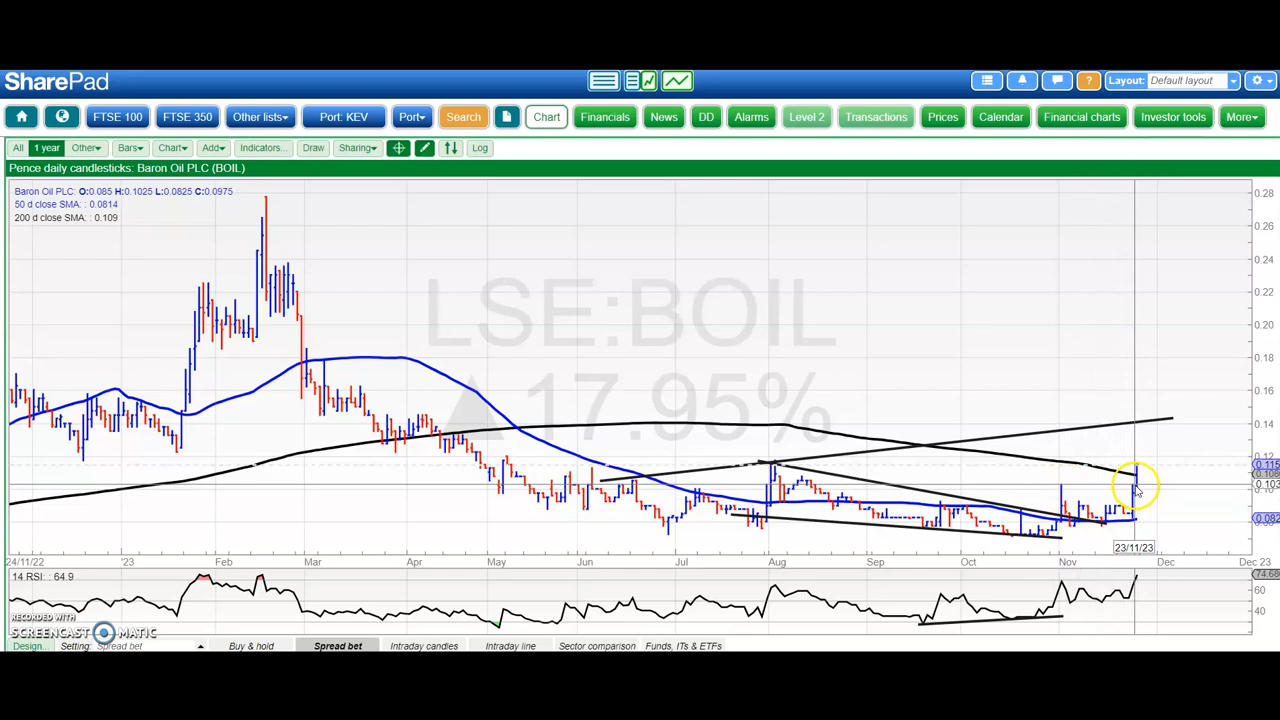 SharePad
Layout: Default layout
FTSE 100 FTSE 350 Other lists Port: KEV Port Search Chart Financials News DD Alarms Level 2 Transactions Prices Calendar Financial charts Investor tools More
All 1 year Other Bars Chart Add Indicators... Draw Sharing Log
Pence daily candlesticks: Baron Oil PLC (BOIL)
Baron Oil PLC: O:0.085 H:0.1025 L:0.0825 C:0.0975
50 d close SMA: : 0.0814
200 d close SMA: : 0.109
LSE:BOIL
▲17.95%
0.28
0.26
0.24
0.22
0.20
0.18
0.16
0.14
0.12
0.115
0.103
0.082
23/11/23
24/11/22 '23 Feb Mar Apr May Jun Jul Aug Sep Oct Nov Dec Dec 23
14 RSI: : 64.9
74.68
60
40
RECORDED WITH
SCREENCAST MATIC
Design... Setting: Spread bet Buy & hold Spread bet Intraday candles Intraday line Sector comparison Funds, ITs & ETFs